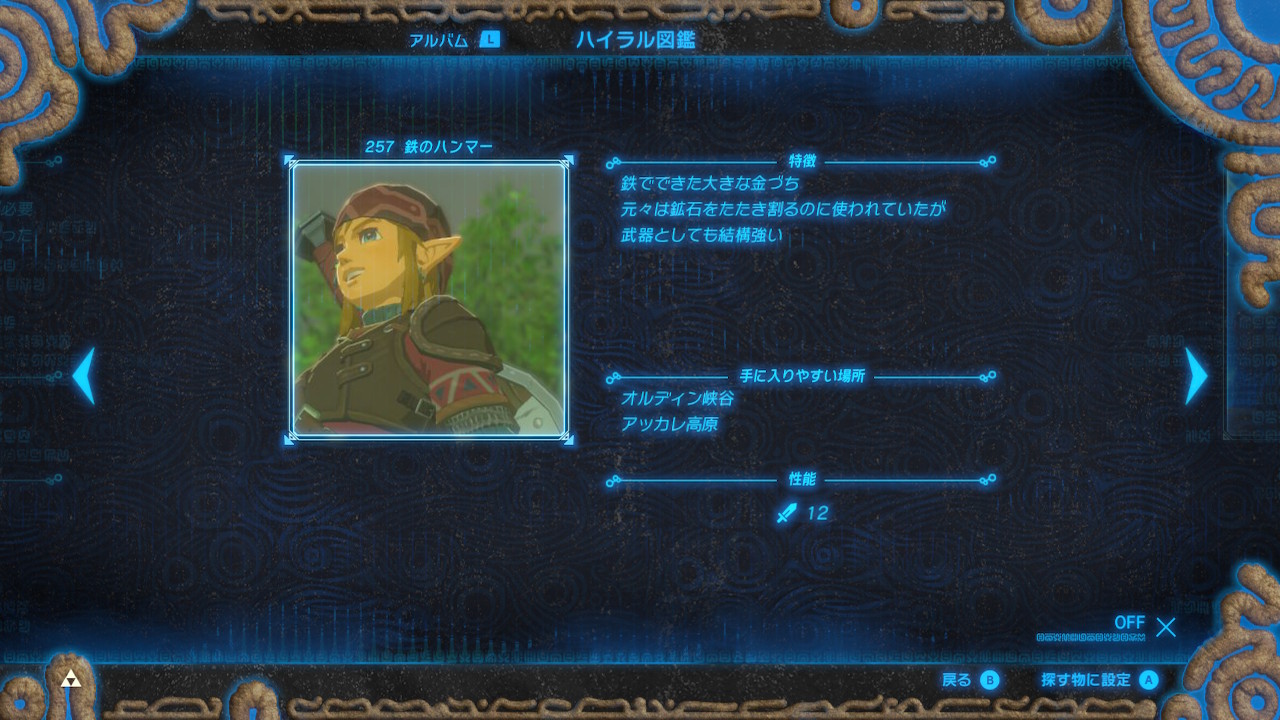 アルバム L ハイラル図鑑
257 鉄のハンマー
特徴
鉄でできた大きな金づち
元々は鉱石をたたき割るのに使われていたが
武器としても結構強い
手に入りやすい場所
オルディン峡谷
アッカレ高原
性能
12
OFF
戻る B 探す物に設定 A